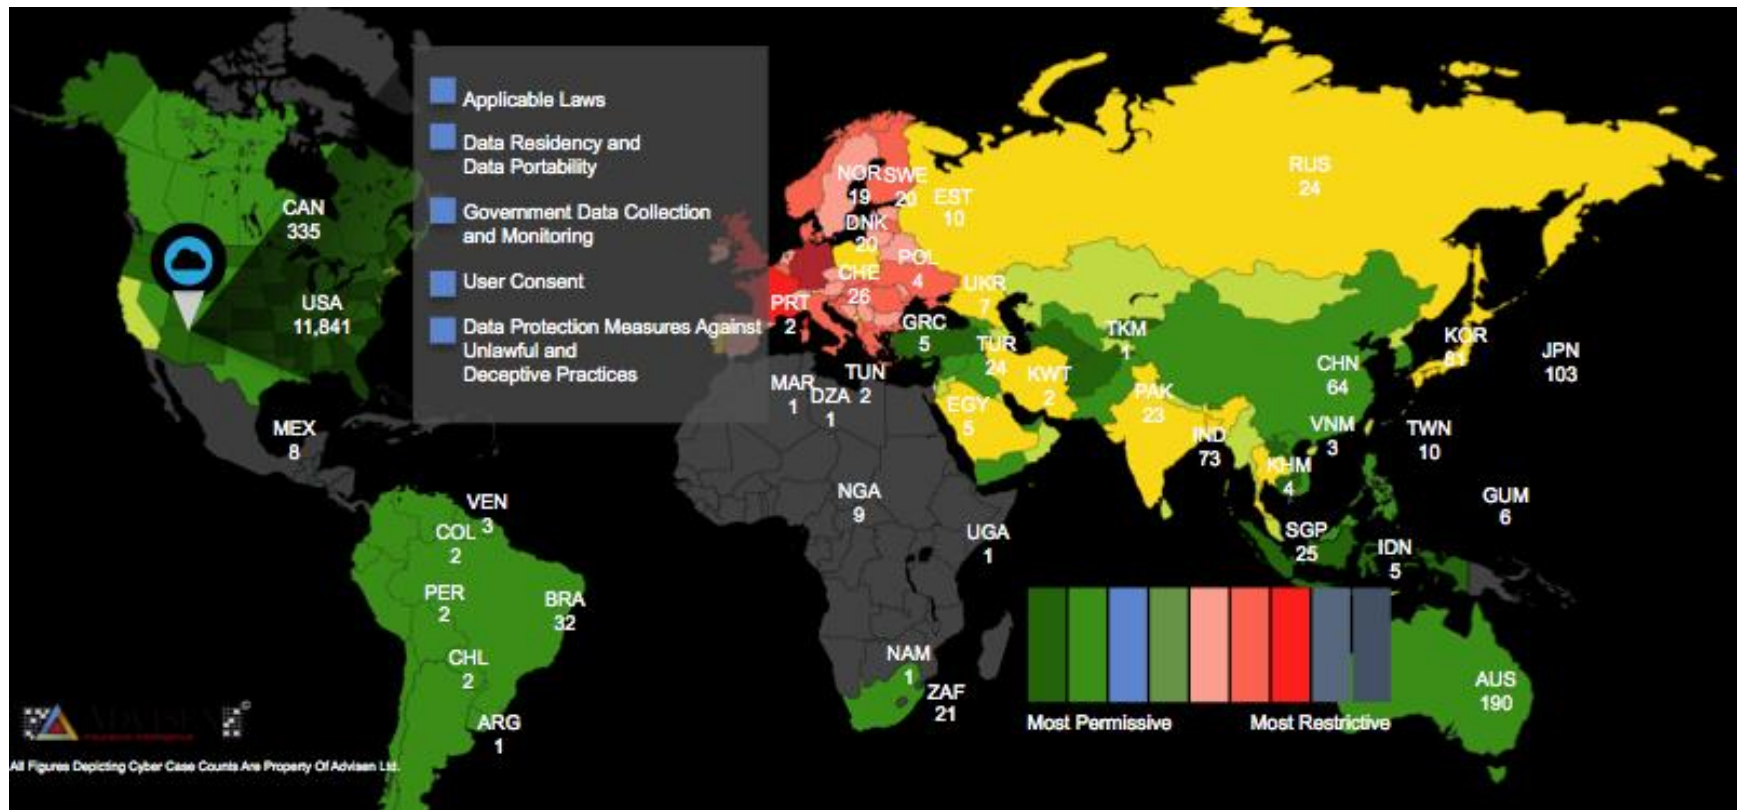 Applicable Laws
Data Residency and
Data Portability
Government Data Collection
and Monitoring
User Consent
Data Protection Measures Against
Unlawful and
Deceptive Practices
CAN
335
USA
11,841
MEX
8
VEN
3
COL
2
PER
2
BRA
32
CHL
2
ARG
1
NOR
19
SWE
20
EST
10
DNK
20
POL
4
CHE
26
UKR
7
PRT
2
GRC
5
TUR
24
TUN
2
MAR
1
DZA
1
EGY
5
KWT
2
TKM
1
PAK
23
IND
73
RUS
24
CHN
64
KOR
81
JPN
103
VNM
3
TWN
10
KHM
4
GUM
6
SGP
25
IDN
5
NGA
9
UGA
1
NAM
1
ZAF
21
AUS
190
Most Permissive
Most Restrictive
ADVISEN
©
All Figures Depicting Cyber Case Counts Are Property Of Advisen Ltd.